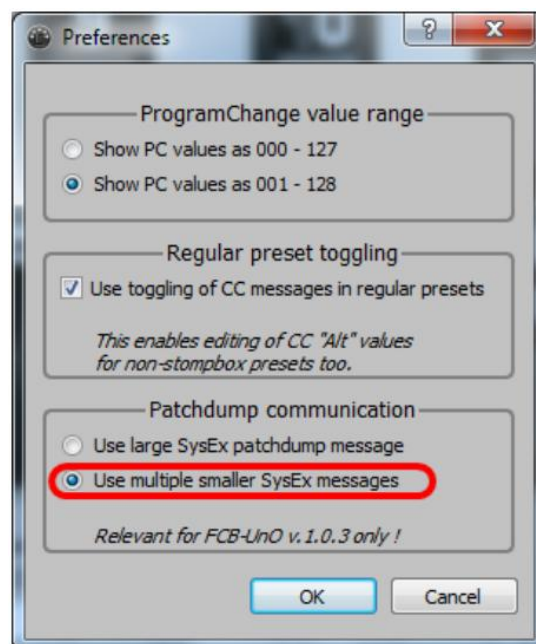 Preferences
ProgramChange value range
Show PC values as 000 - 127
Show PC values as 001 - 128
Regular preset toggling
Use toggling of CC messages in regular presets
This enables editing of CC "Alt" values
for non-stompbox presets too.
Patchdump communication
Use large SysEx patchdump message
Use multiple smaller SysEx messages
Relevant for FCB-UnO v.1.0.3 only !
OK
Cancel